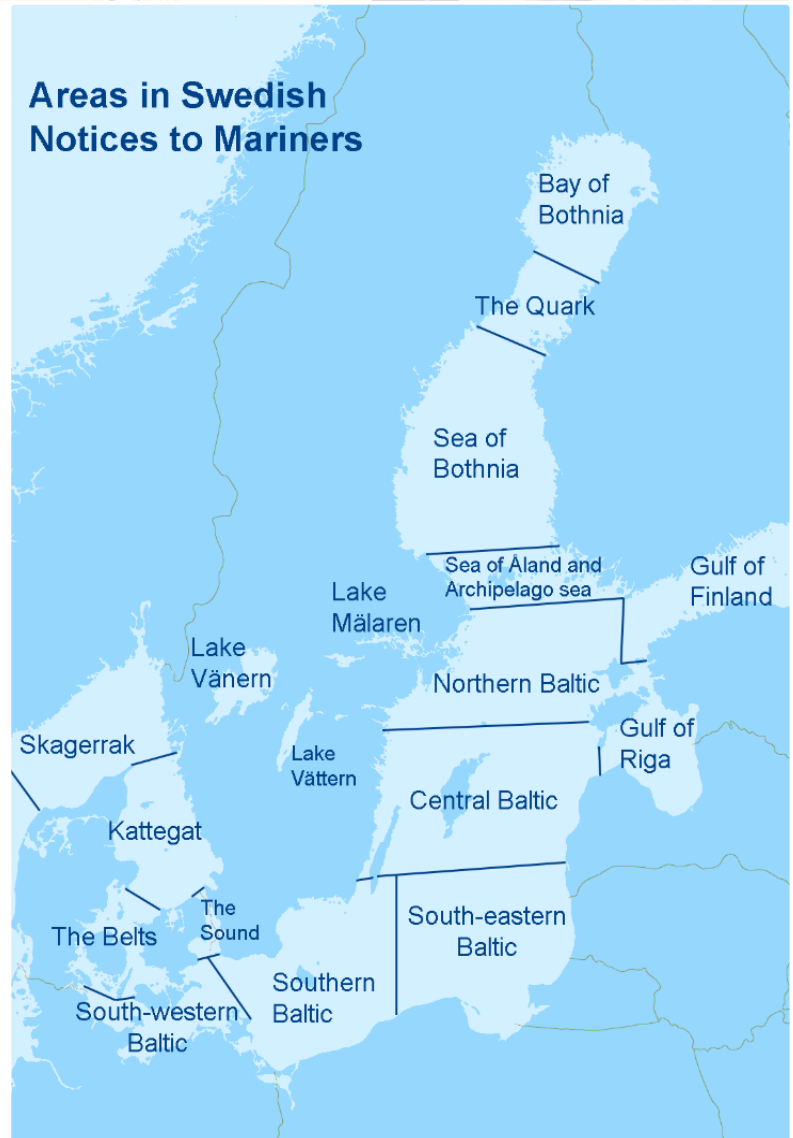 Areas in Swedish
Notices to Mariners
Bay of
Bothnia
The Quark
Sea of
Bothnia
Sea of Åland and
Archipelago sea
Gulf of
Finland
Lake
Mälaren
Lake
Vänern
Northern Baltic
Skagerrak
Lake
Vättern
Gulf of
Riga
Central Baltic
Kattegat
The
Sound
The Belts
South-eastern
Baltic
Southern
Baltic
South-western
Baltic